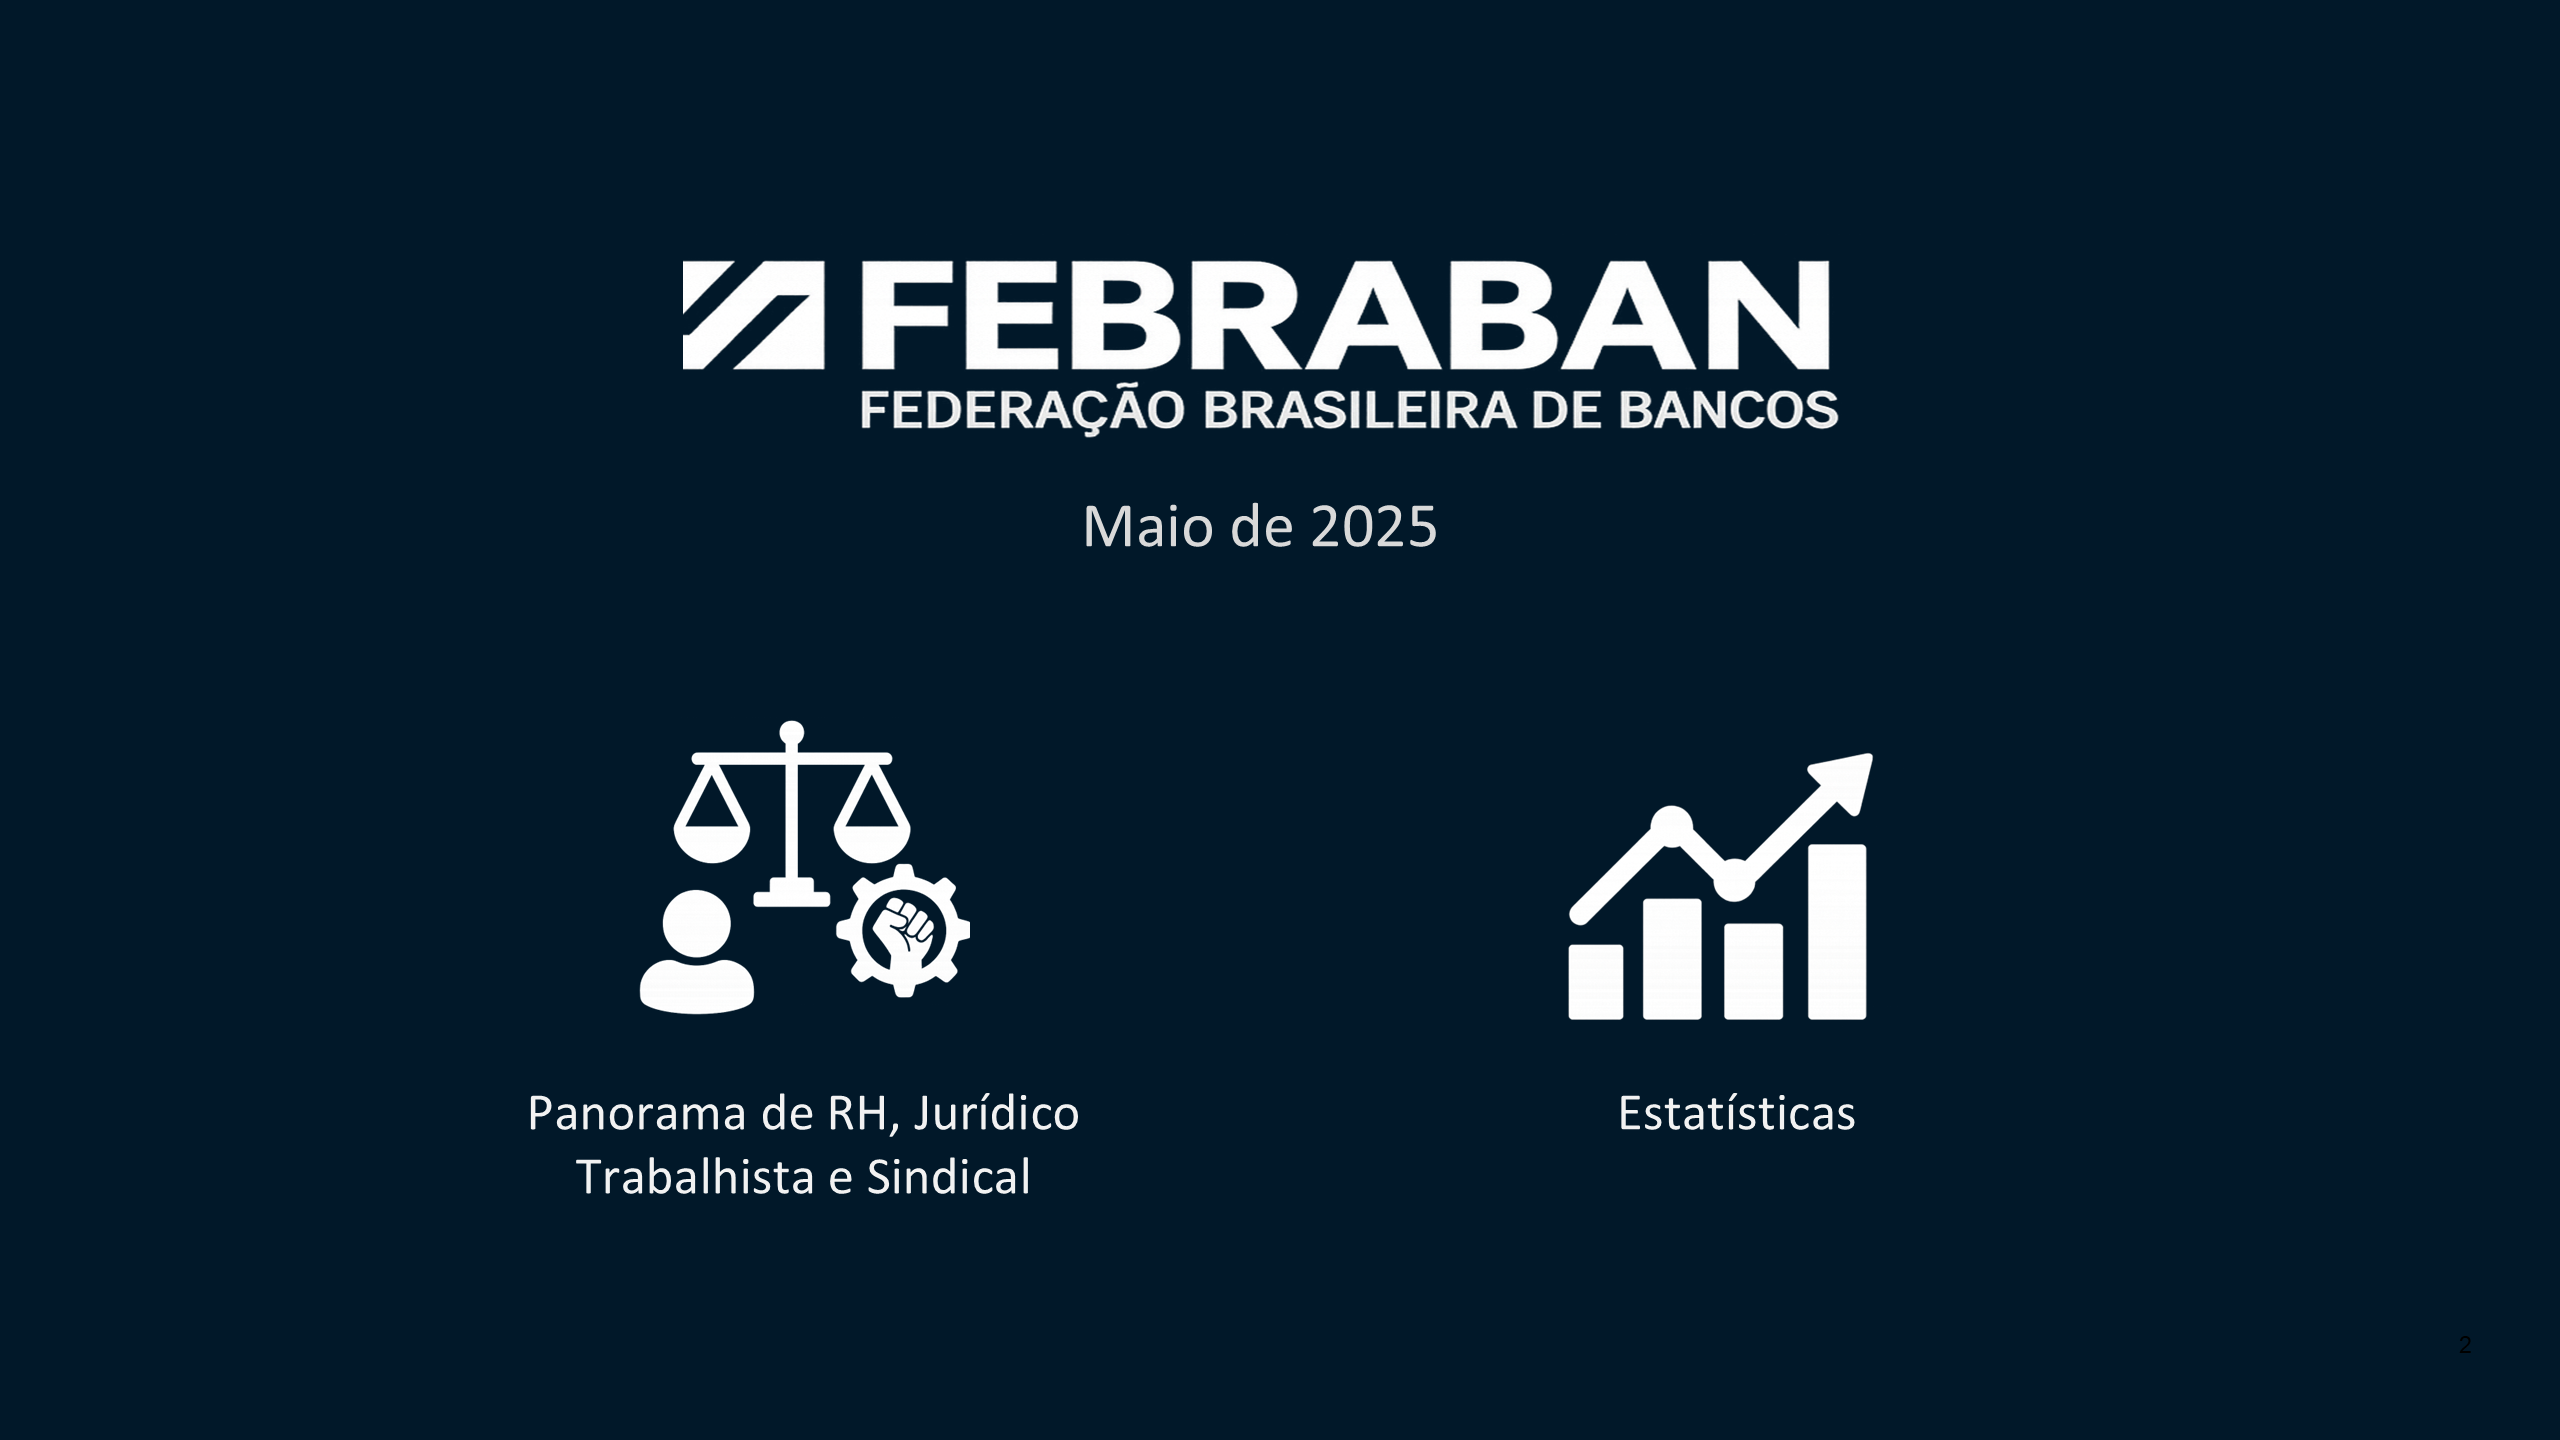 FEBRABAN
FEDERAÇÃO BRASILEIRA DE BANCOS
Maio de 2025
Panorama de RH, Jurídico
Trabalhista e Sindical
Estatísticas
2